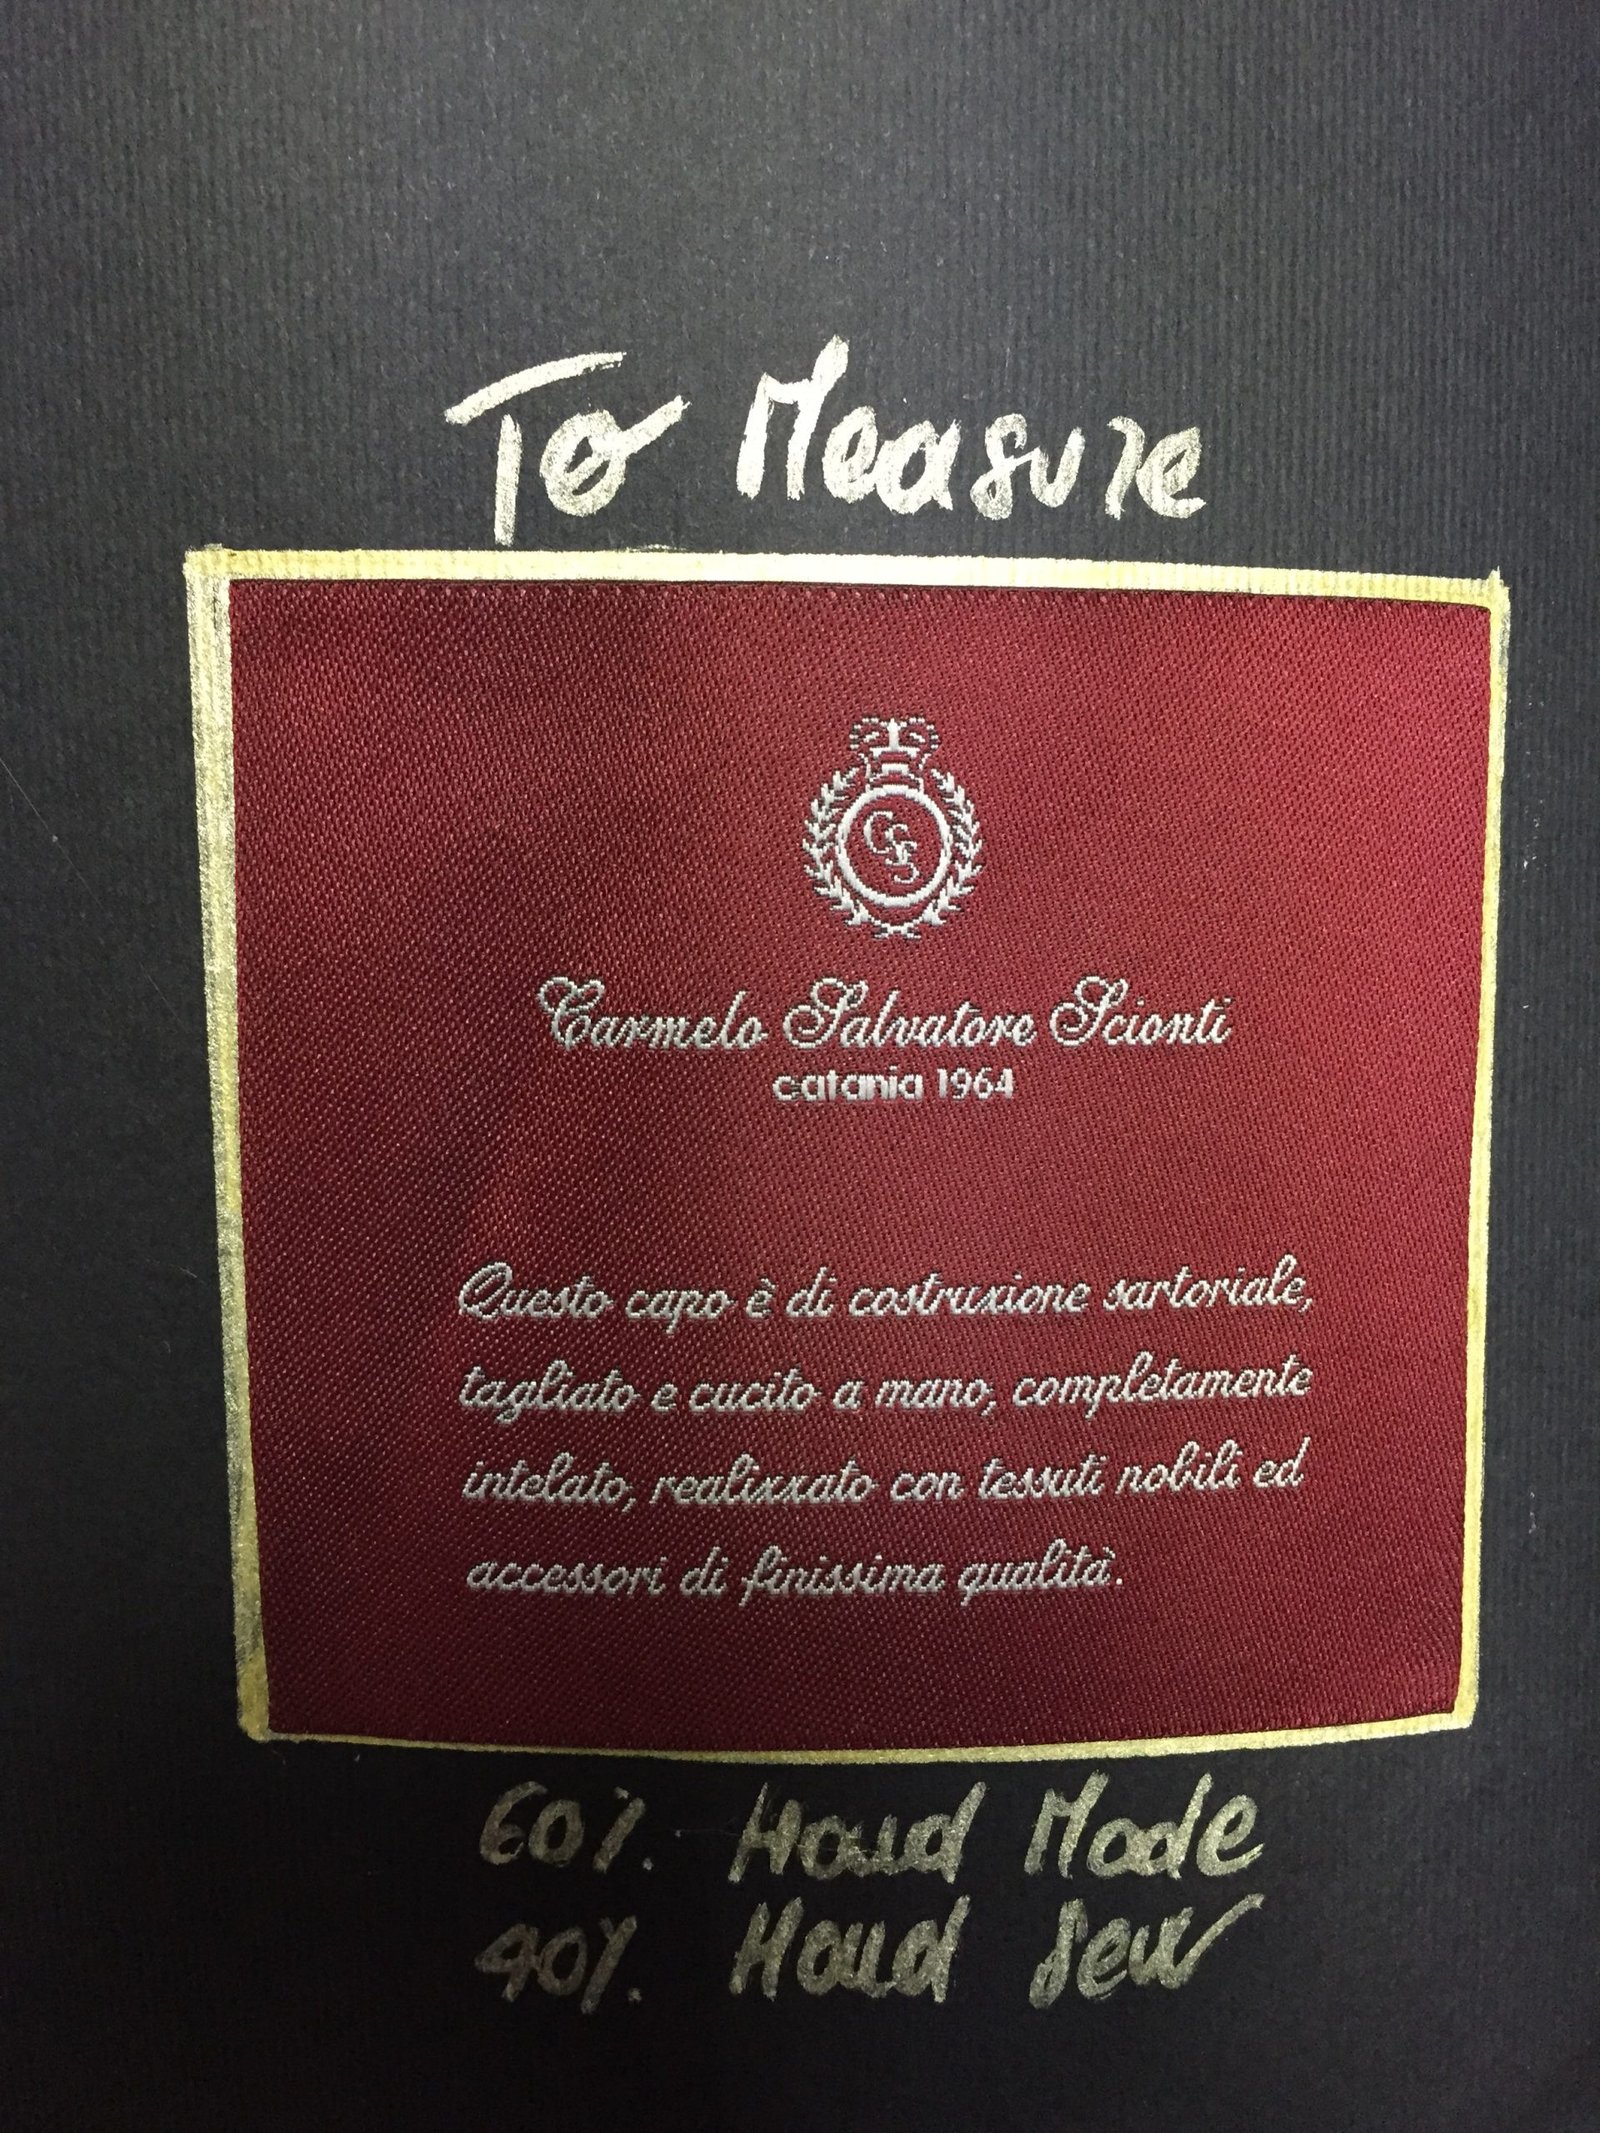 To Measure
CSS
Carmelo Salvatore Scionti
catania 1964
Questo capo è di costruzione sartoriale,
tagliato e cucito a mano, completamente
intelato, realizzato con tessuti nobili ed
accessori di finissima qualità.
60%. Hand Made
40%. Hand Sew